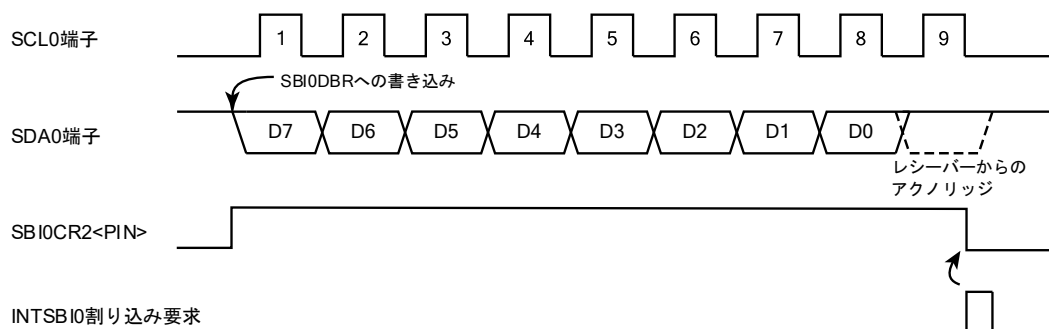 SCL0端子
1 2 3 4 5 6 7 8 9
SBI0DBRへの書き込み
SDA0端子
D7 D6 D5 D4 D3 D2 D1 D0
レシーバーからの
アクノリッジ
SBI0CR2<PIN>
INTSBI0割り込み要求